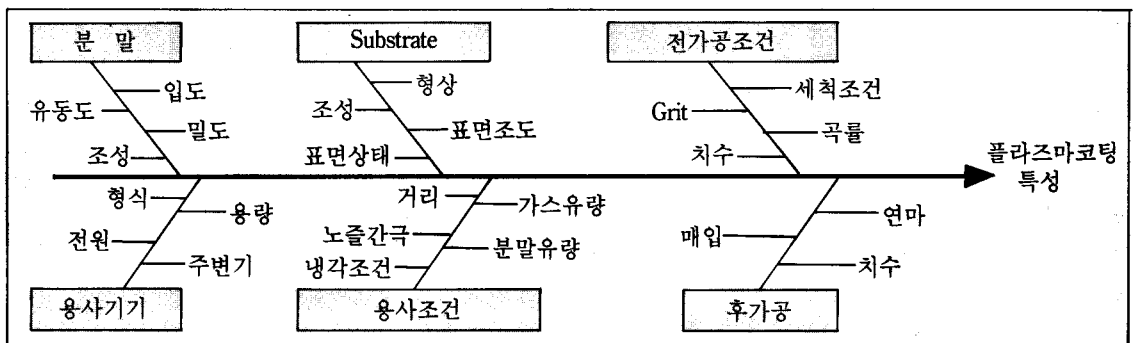 분 말
Substrate
전가공조건
입도
유동도
밀도
조성
형상
조성
표면조도
표면상태
세척조건
Grit
곡률
치수
플라즈마코팅
특성
형식
용량
전원
주변기
거리
가스유량
노즐간극
분말유량
냉각조건
연마
매입
치수
용사기기
용사조건
후가공